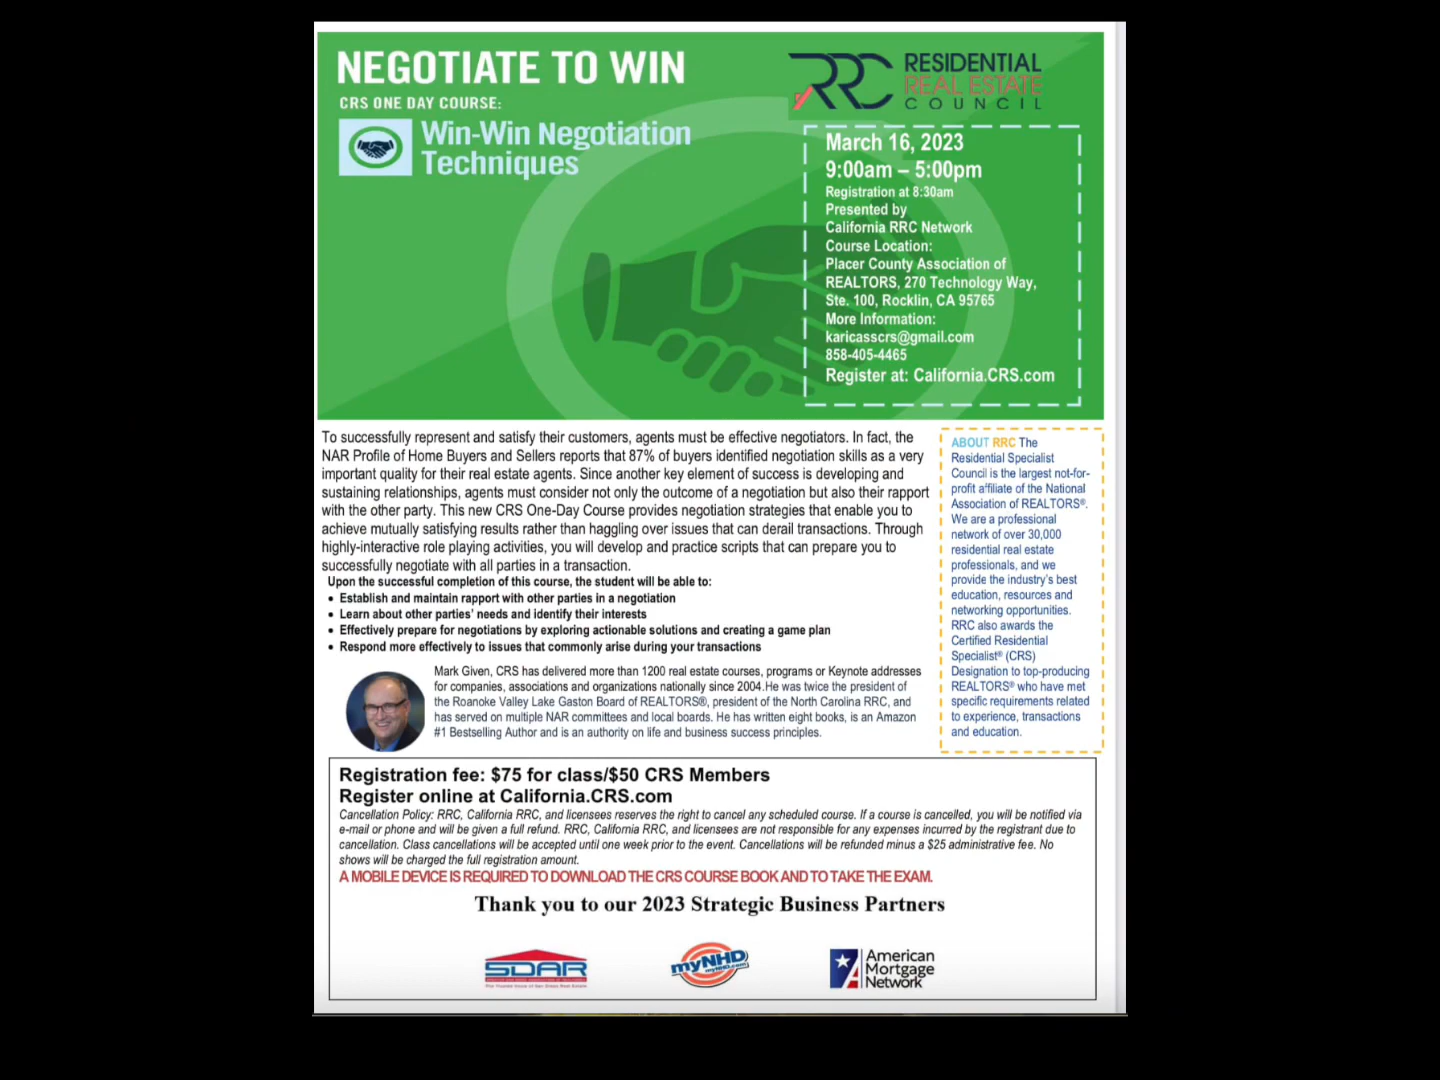 NEGOTIATE TO WIN
CRS ONE DAY COURSE:
Win-Win Negotiation
Techniques
RRC RESIDENTIAL
REAL ESTATE
COUNCIL
March 16, 2023
9:00am – 5:00pm
Registration at 8:30am
Presented by
California RRC Network
Course Location:
Placer County Association of
REALTORS, 270 Technology Way,
Ste. 100, Rocklin, CA 95765
More Information:
karicasscrs@gmail.com
858-405-4465
Register at: California.CRS.com
To successfully represent and satisfy their customers, agents must be effective negotiators. In fact, the
NAR Profile of Home Buyers and Sellers reports that 87% of buyers identified negotiation skills as a very
important quality for their real estate agents. Since another key element of success is developing and
sustaining relationships, agents must consider not only the outcome of a negotiation but also their rapport
with the other party. This new CRS One-Day Course provides negotiation strategies that enable you to
achieve mutually satisfying results rather than haggling over issues that can derail transactions. Through
highly-interactive role playing activities, you will develop and practice scripts that can prepare you to
successfully negotiate with all parties in a transaction.
Upon the successful completion of this course, the student will be able to:
• Establish and maintain rapport with other parties in a negotiation
• Learn about other parties' needs and identify their interests
• Effectively prepare for negotiations by exploring actionable solutions and creating a game plan
• Respond more effectively to issues that commonly arise during your transactions
Mark Given, CRS has delivered more than 1200 real estate courses, programs or Keynote addresses
for companies, associations and organizations nationally since 2004.He was twice the president of
the Roanoke Valley Lake Gaston Board of REALTORS®, president of the North Carolina RRC, and
has served on multiple NAR committees and local boards. He has written eight books, is an Amazon
#1 Bestselling Author and is an authority on life and business success principles.
ABOUT RRC The
Residential Specialist
Council is the largest not-for-
profit affiliate of the National
Association of REALTORS®.
We are a professional
network of over 30,000
residential real estate
professionals, and we
provide the industry's best
education, resources and
networking opportunities.
RRC also awards the
Certified Residential
Specialist® (CRS)
Designation to top-producing
REALTORS® who have met
specific requirements related
to experience, transactions
and education.
Registration fee: $75 for class/$50 CRS Members
Register online at California.CRS.com
Cancellation Policy: RRC, California RRC, and licensees reserves the right to cancel any scheduled course. If a course is cancelled, you will be notified via
e-mail or phone and will be given a full refund. RRC, California RRC, and licensees are not responsible for any expenses incurred by the registrant due to
cancellation. Class cancellations will be accepted until one week prior to the event. Cancellations will be refunded minus a $25 administrative fee. No
shows will be charged the full registration amount.
A MOBILE DEVICE IS REQUIRED TO DOWNLOAD THE CRS COURSE BOOK AND TO TAKE THE EXAM.
Thank you to our 2023 Strategic Business Partners
SDAR
The Trusted Voice of San Diego Real Estate
myNHD
myNHD.com
American
Mortgage
Network